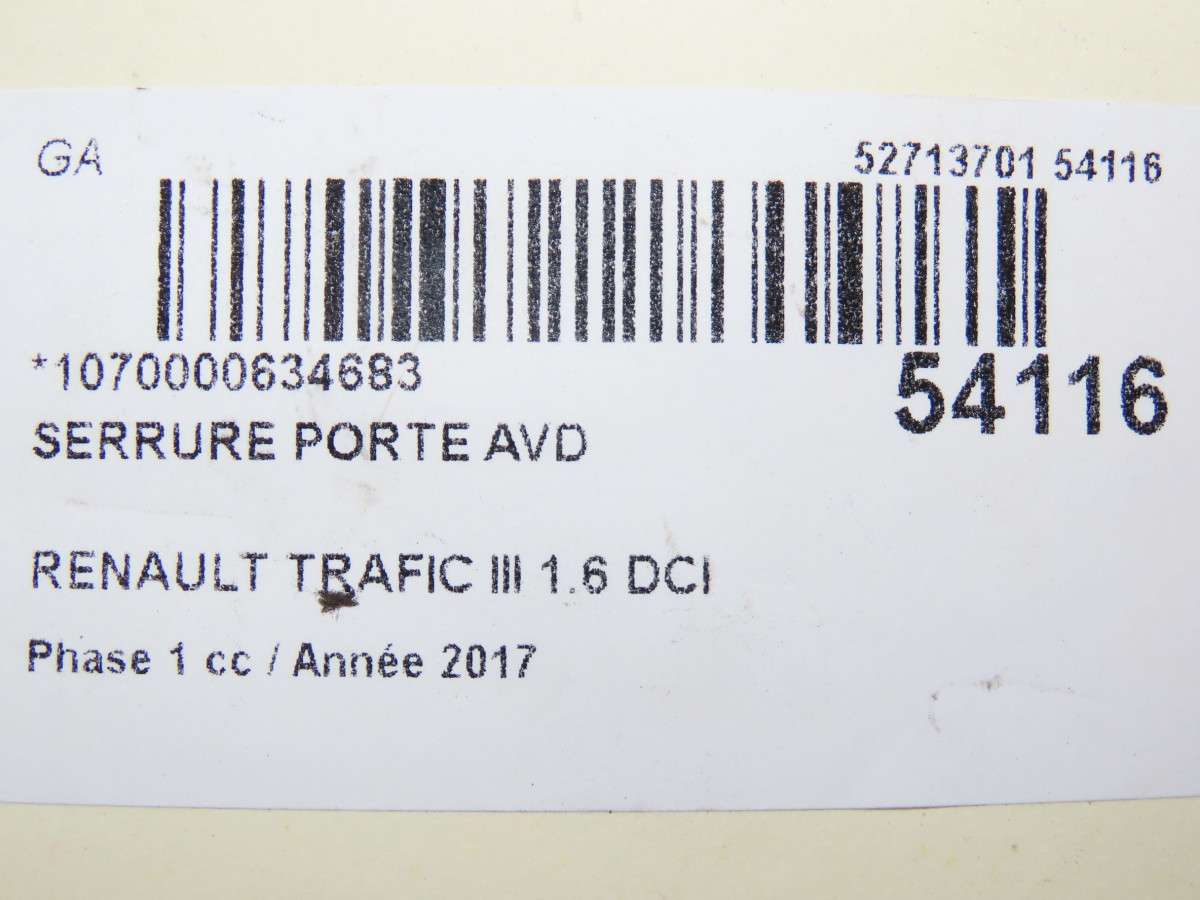 GA
52713701 54116
*1070000634683
54116
SERRURE PORTE AVD
RENAULT TRAFIC III 1.6 DCI
Phase 1 cc / Année 2017